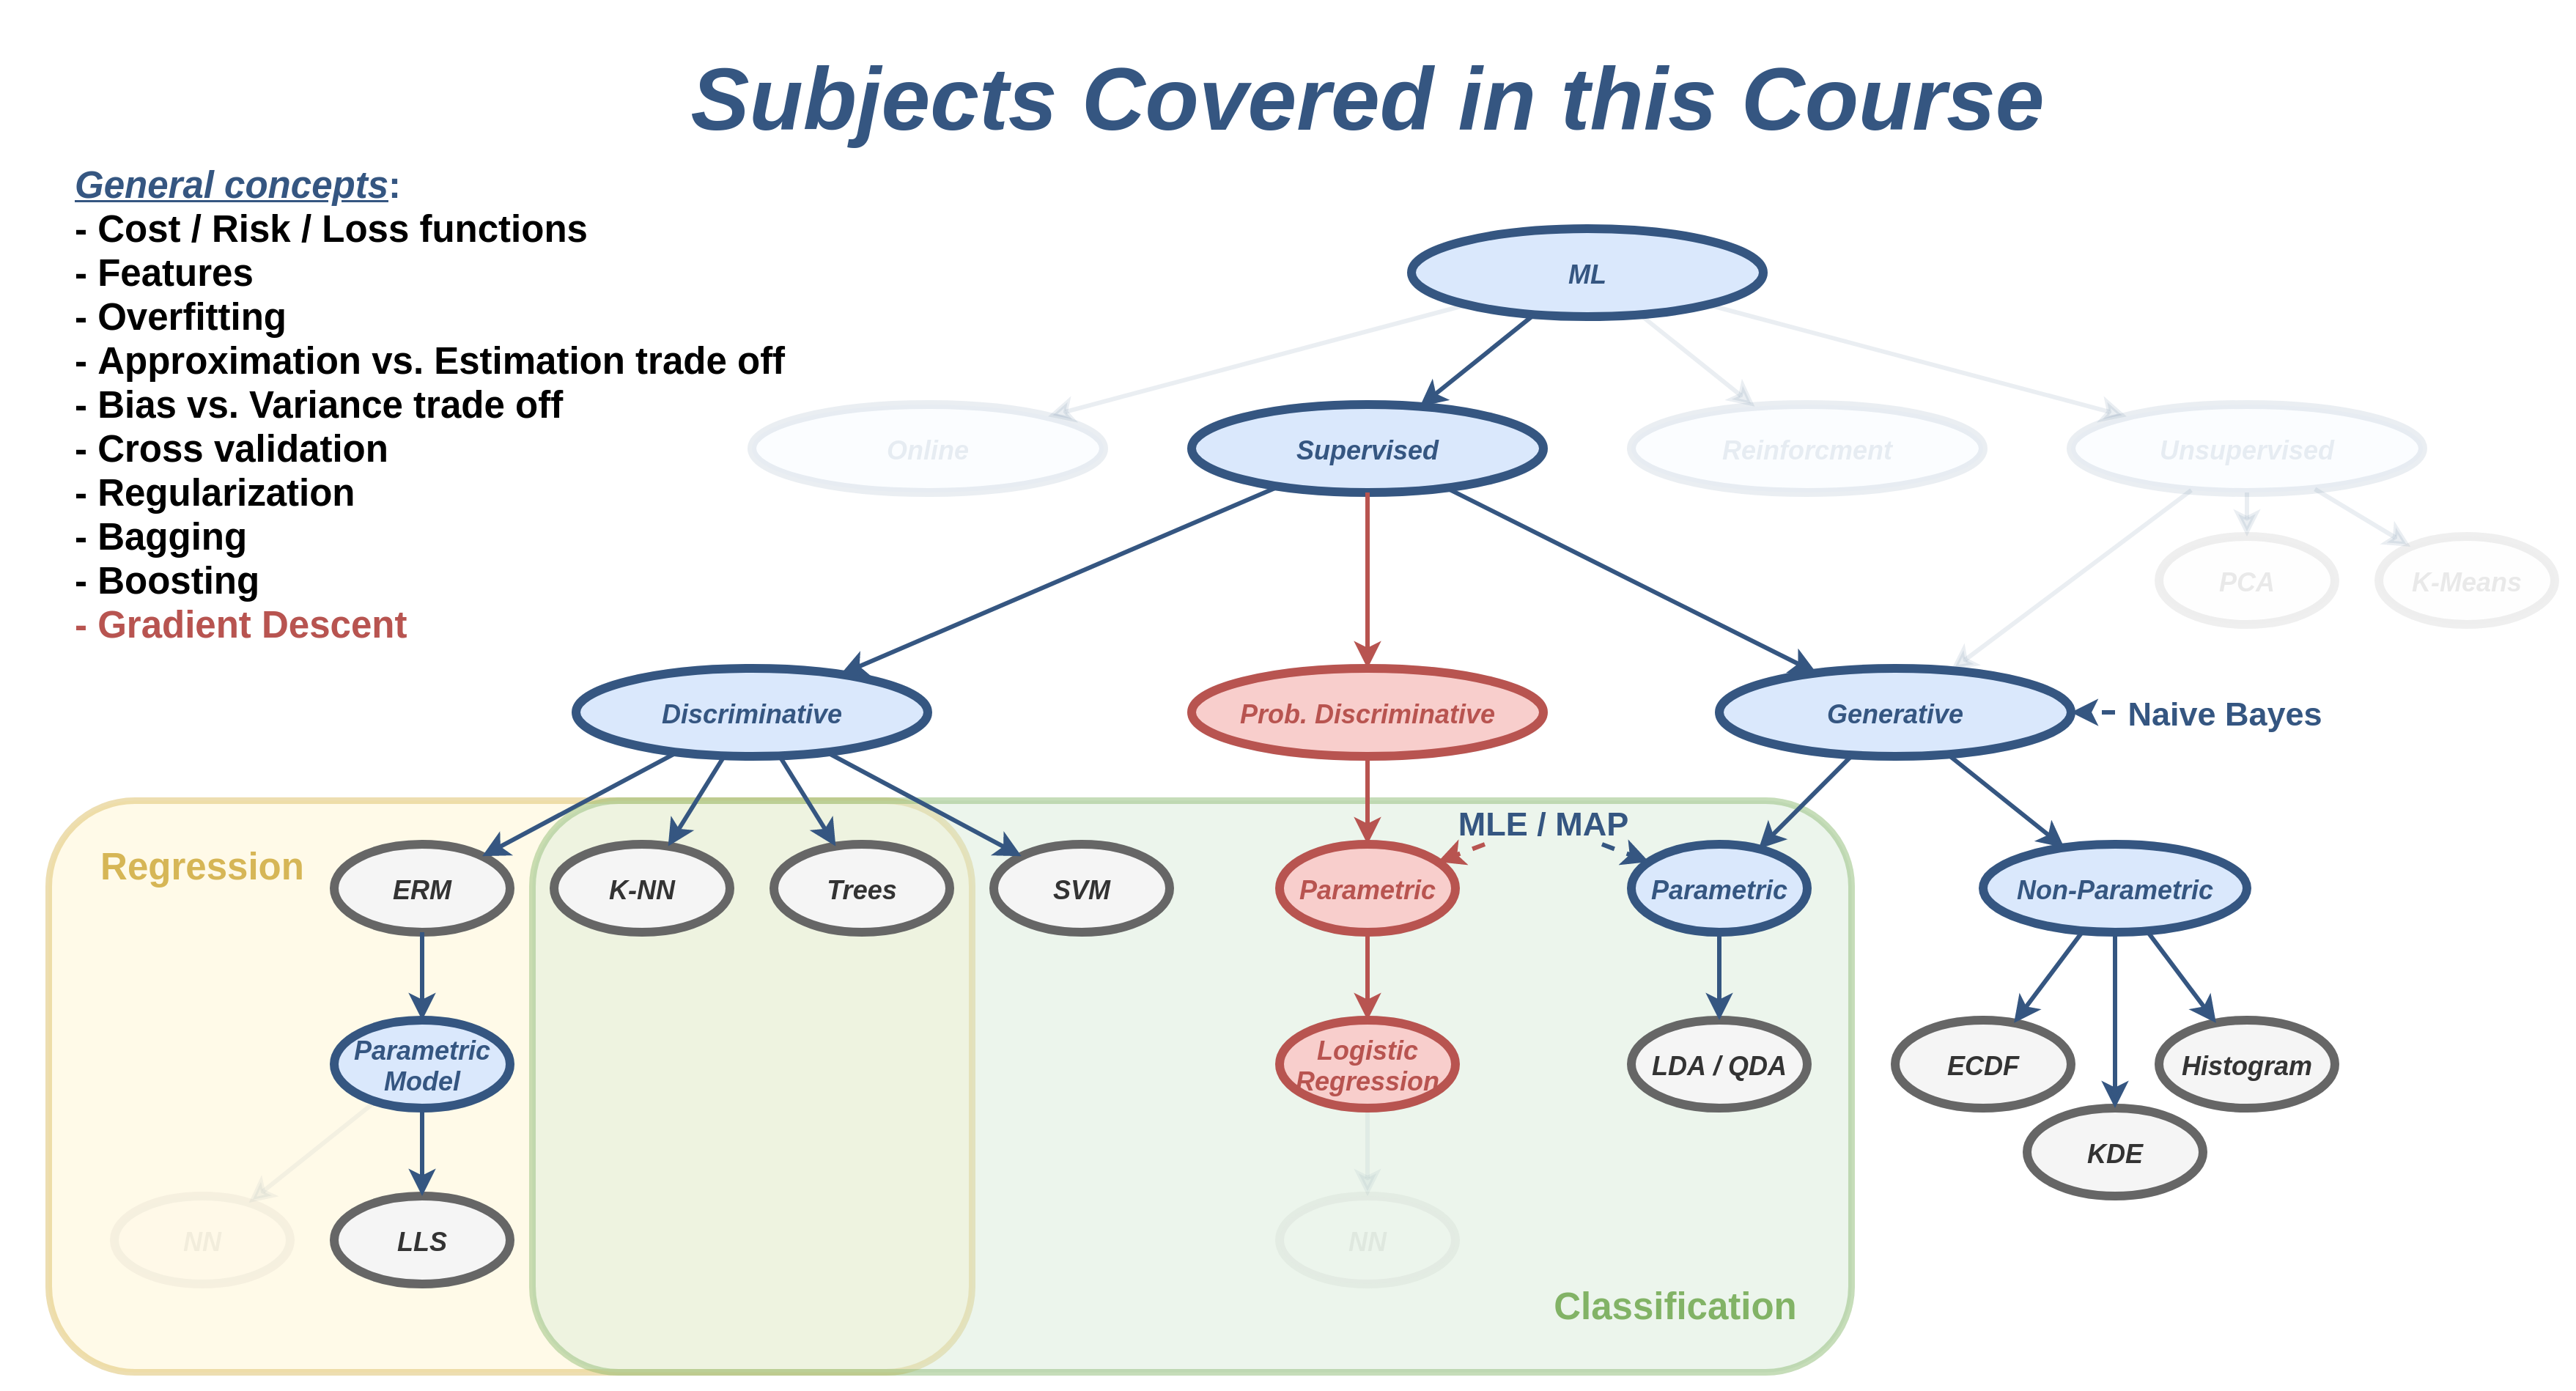 Subjects Covered in this Course
General concepts:
- Cost / Risk / Loss functions
- Features
- Overfitting
- Approximation vs. Estimation trade off
- Bias vs. Variance trade off
- Cross validation
- Regularization
- Bagging
- Boosting
- Gradient Descent
ML
Online
Supervised
Reinforcment
Unsupervised
PCA
K-Means
Discriminative
Prob. Discriminative
Generative
Naive Bayes
MLE / MAP
Regression
ERM
K-NN
Trees
SVM
Parametric
Parametric
Non-Parametric
Parametric
Model
Logistic
Regression
LDA / QDA
ECDF
Histogram
KDE
NN
LLS
NN
Classification